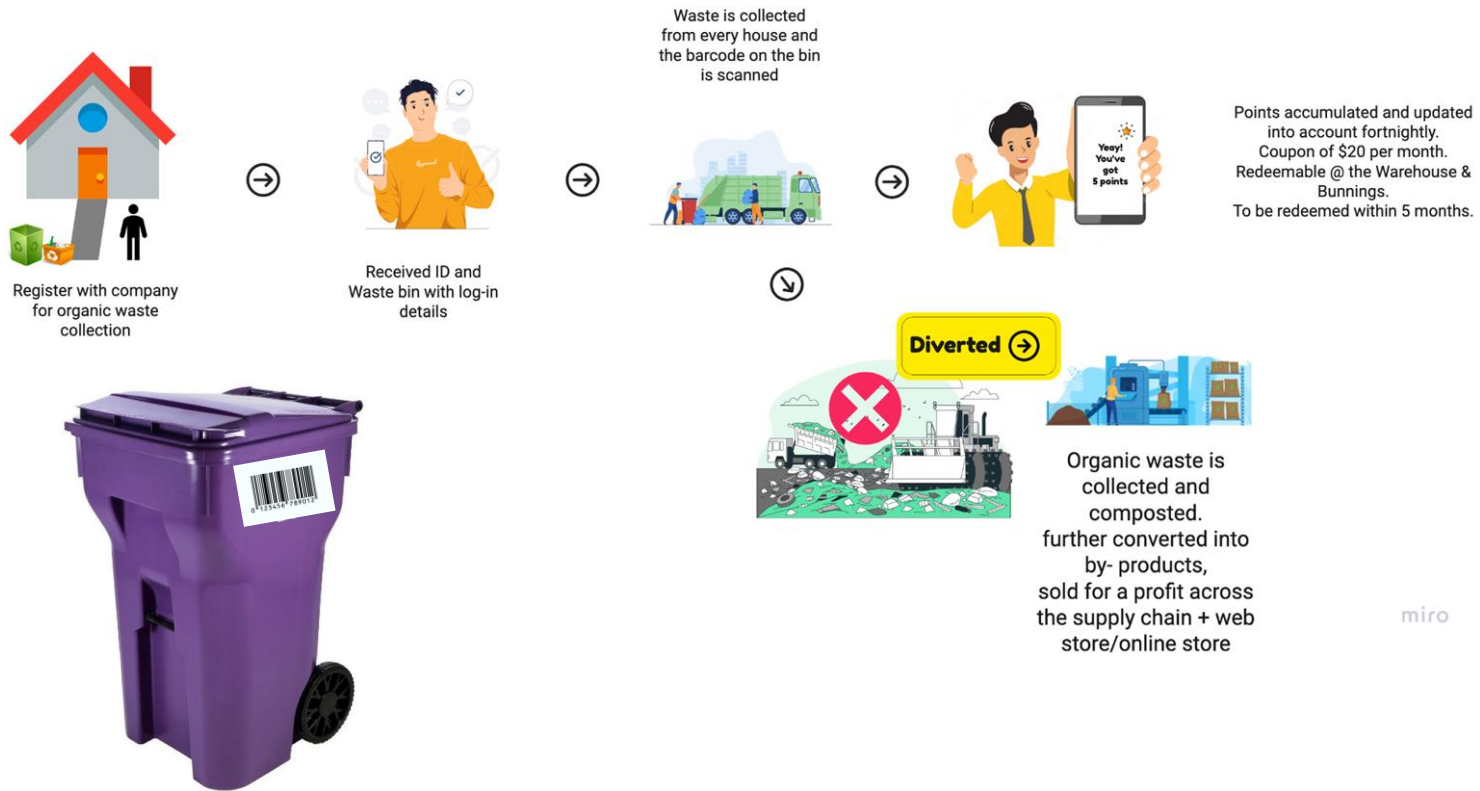 Waste is collected
from every house and
the barcode on the bin
is scanned
Register with company
for organic waste
collection
Received ID and
Waste bin with log-in
details
Yeay!
You've
got
5 points
Points accumulated and updated
into account fortnightly.
Coupon of $20 per month.
Redeemable @ the Warehouse &
Bunnings.
To be redeemed within 5 months.
Diverted
Organic waste is
collected and
composted.
further converted into
by- products,
sold for a profit across
the supply chain + web
store/online store
0 123456 789012
miro